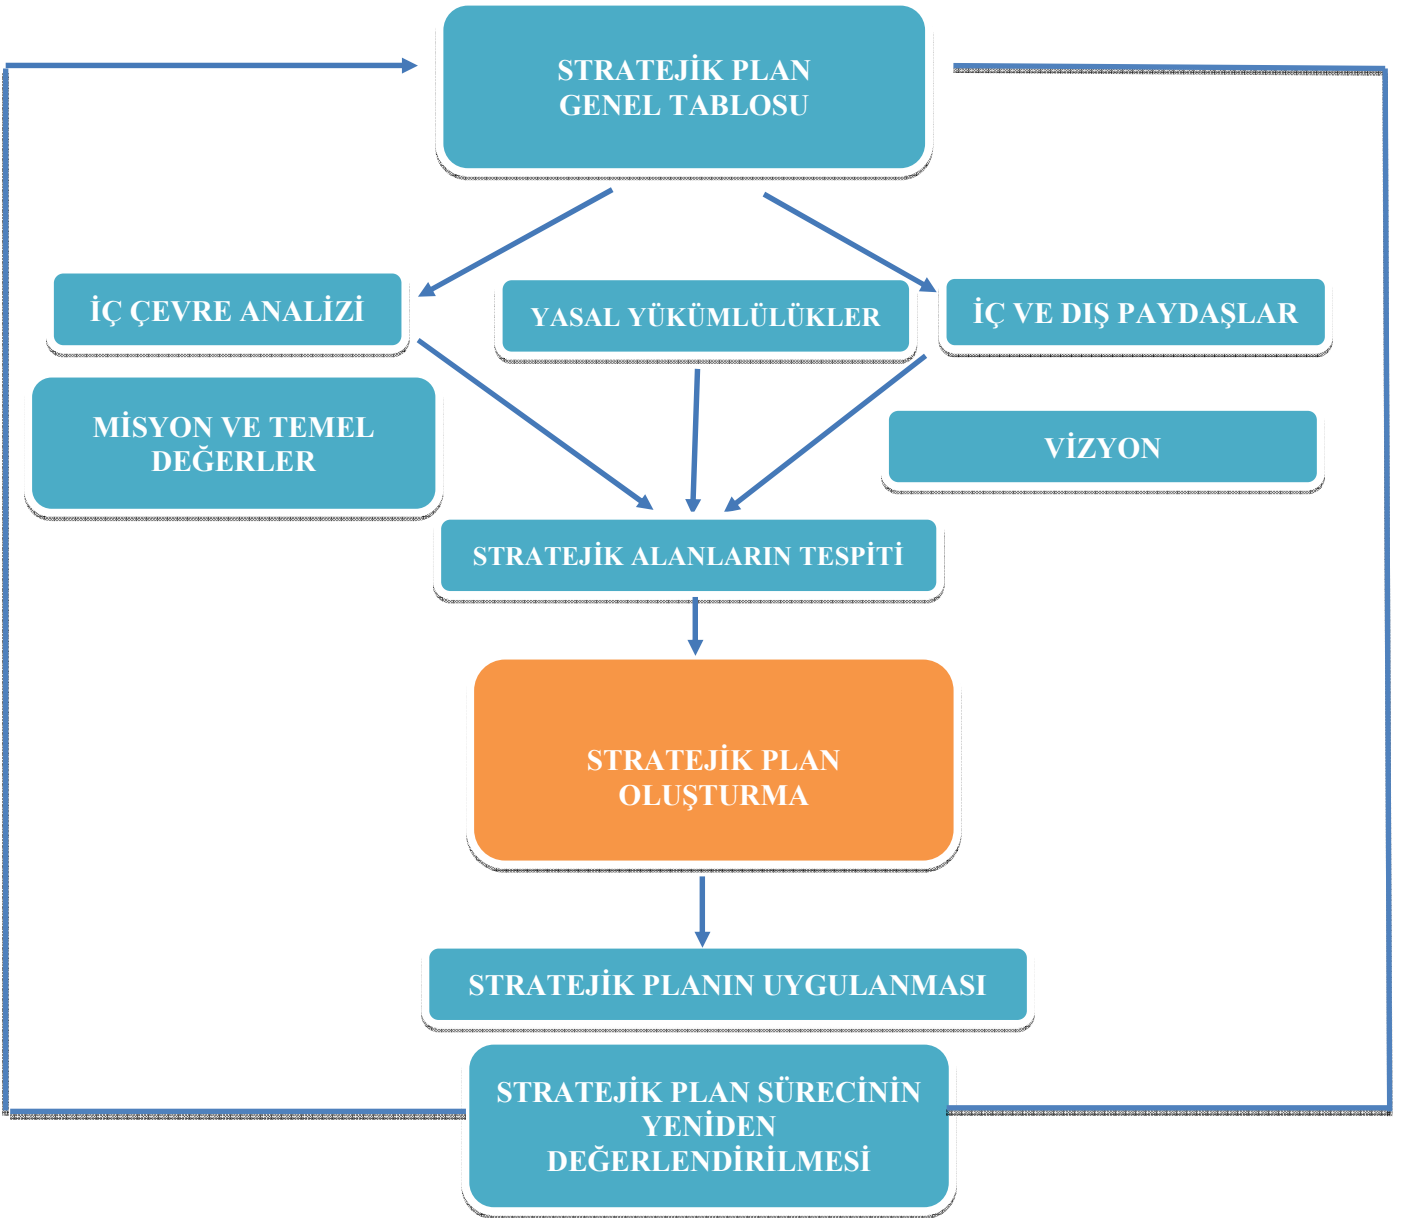 STRATEJİK PLAN
GENEL TABLOSU
İÇ ÇEVRE ANALİZİ
YASAL YÜKÜMLÜLÜKLER
İÇ VE DIŞ PAYDAŞLAR
MİSYON VE TEMEL
DEĞERLER
VİZYON
STRATEJİK ALANLARIN TESPİTİ
STRATEJİK PLAN
OLUŞTURMA
STRATEJİK PLANIN UYGULANMASI
STRATEJİK PLAN SÜRECİNİN
YENİDEN
DEĞERLENDİRİLMESİ